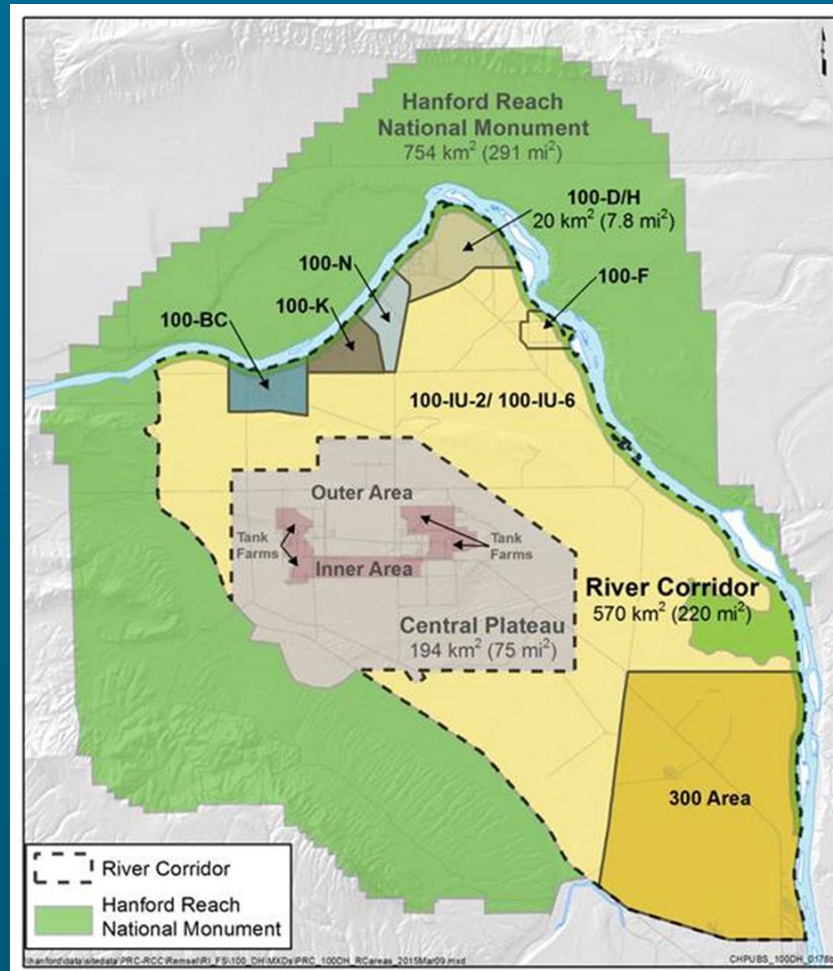 Hanford Reach
National Monument
754 km² (291 mi²)
100-D/H
20 km² (7.8 mi²)
100-N
100-F
100-K
100-BC
100-IU-2/ 100-IU-6
Outer Area
Tank
Farms
Tank
Farms
Inner Area
River Corridor
570 km² (220 mi²)
Central Plateau
194 km² (75 mi²)
300 Area
River Corridor
Hanford Reach
National Monument